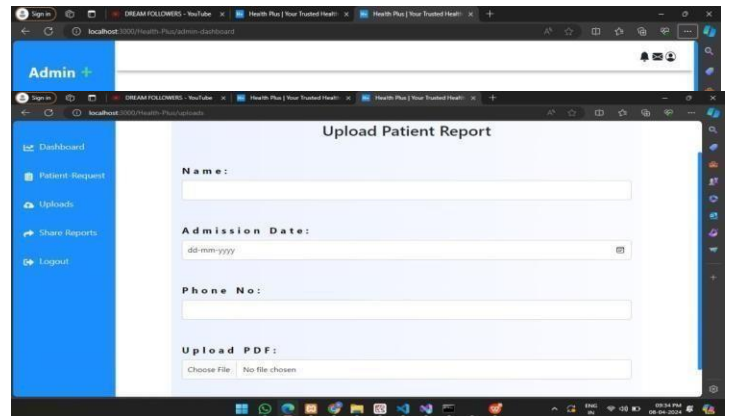 Sign in
DREAM FOLLOWERS - YouTube
Health Plus | Your Trusted Health
Health Plus | Your Trusted Health
localhost:3000/Health-Plus/admin-dashboard
Admin +
Sign in
DREAM FOLLOWERS - YouTube
Health Plus | Your Trusted Health
Health Plus | Your Trusted Health
localhost:3000/Health-Plus/uploads
Upload Patient Report
Dashboard
Patient-Request
Uploads
Share Reports
Logout
Name:
Admission Date:
dd-mm-yyyy
Phone No:
Upload PDF:
Choose File No file chosen
ENG
IN
09:34 PM
08-04-2024